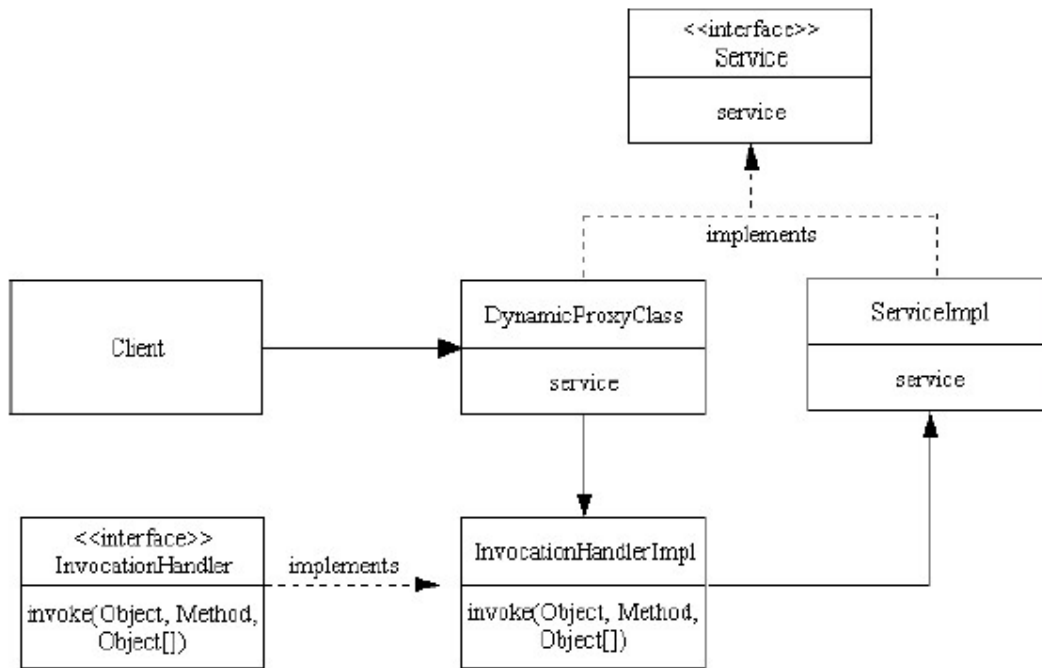 <<interface>>
Service
service
implements
Client
DynamicProxyClass
service
ServiceImpl
service
<<interface>>
InvocationHandler
invoke(Object, Method,
Object[])
implements
InvocationHandlerImpl
invoke(Object, Method,
Object[])